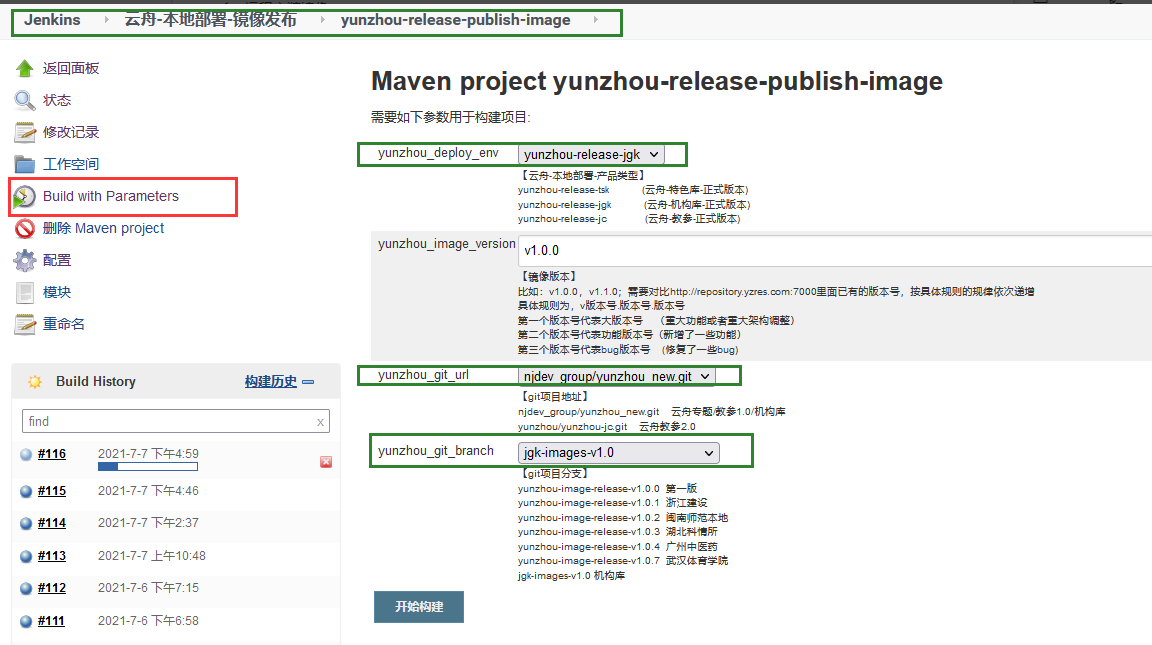 Jenkins 云舟-本地部署-镜像发布 yunzhou-release-publish-image
返回面板
状态
修改记录
工作空间
Build with Parameters
删除 Maven project
配置
模块
重命名
Build History 构建历史
find x
#116 2021-7-7 下午4:59
#115 2021-7-7 下午4:46
#114 2021-7-7 下午2:37
#113 2021-7-7 上午10:48
#112 2021-7-6 下午7:15
#111 2021-7-6 下午6:58
Maven project yunzhou-release-publish-image
需要如下参数用于构建项目:
yunzhou_deploy_env yunzhou-release-jgk
【云舟-本地部署-产品类型】
yunzhou-release-tsk (云舟-特色库-正式版本)
yunzhou-release-jgk (云舟-机构库-正式版本)
yunzhou-release-jc (云舟-教参-正式版本)
yunzhou_image_version v1.0.0
【镜像版本】
比如：v1.0.0，v1.1.0；需要对比http://repository.yzres.com:7000里面已有的版本号，按具体规则的规律依次递增
具体规则为，v版本号.版本号.版本号
第一个版本号代表大版本号 （重大功能或者重大架构调整）
第二个版本号代表功能版本号（新增了一些功能）
第三个版本号代表bug版本号 (修复了一些bug)
yunzhou_git_url njdev_group/yunzhou_new.git
【git项目地址】
njdev_group/yunzhou_new.git 云舟专题/教参1.0/机构库
yunzhou/yunzhou-jc.git 云舟教参2.0
yunzhou_git_branch jgk-images-v1.0
【git项目分支】
yunzhou-image-release-v1.0.0 第一版
yunzhou-image-release-v1.0.1 浙江建设
yunzhou-image-release-v1.0.2 闽南师范本地
yunzhou-image-release-v1.0.3 湖北科情所
yunzhou-image-release-v1.0.4 广州中医药
yunzhou-image-release-v1.0.7 武汉体育学院
jgk-images-v1.0 机构库
开始构建